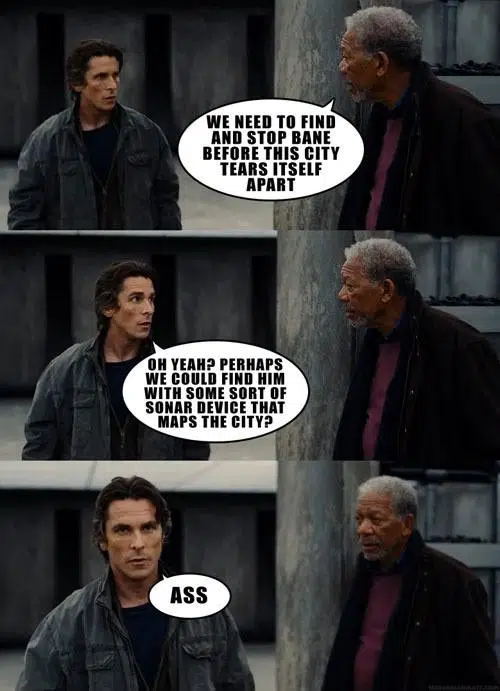 WE NEED TO FIND
AND STOP BANE
BEFORE THIS CITY
TEARS ITSELF
APART
OH YEAH? PERHAPS
WE COULD FIND HIM
WITH SOME SORT OF
SONAR DEVICE THAT
MAPS THE CITY?
ASS